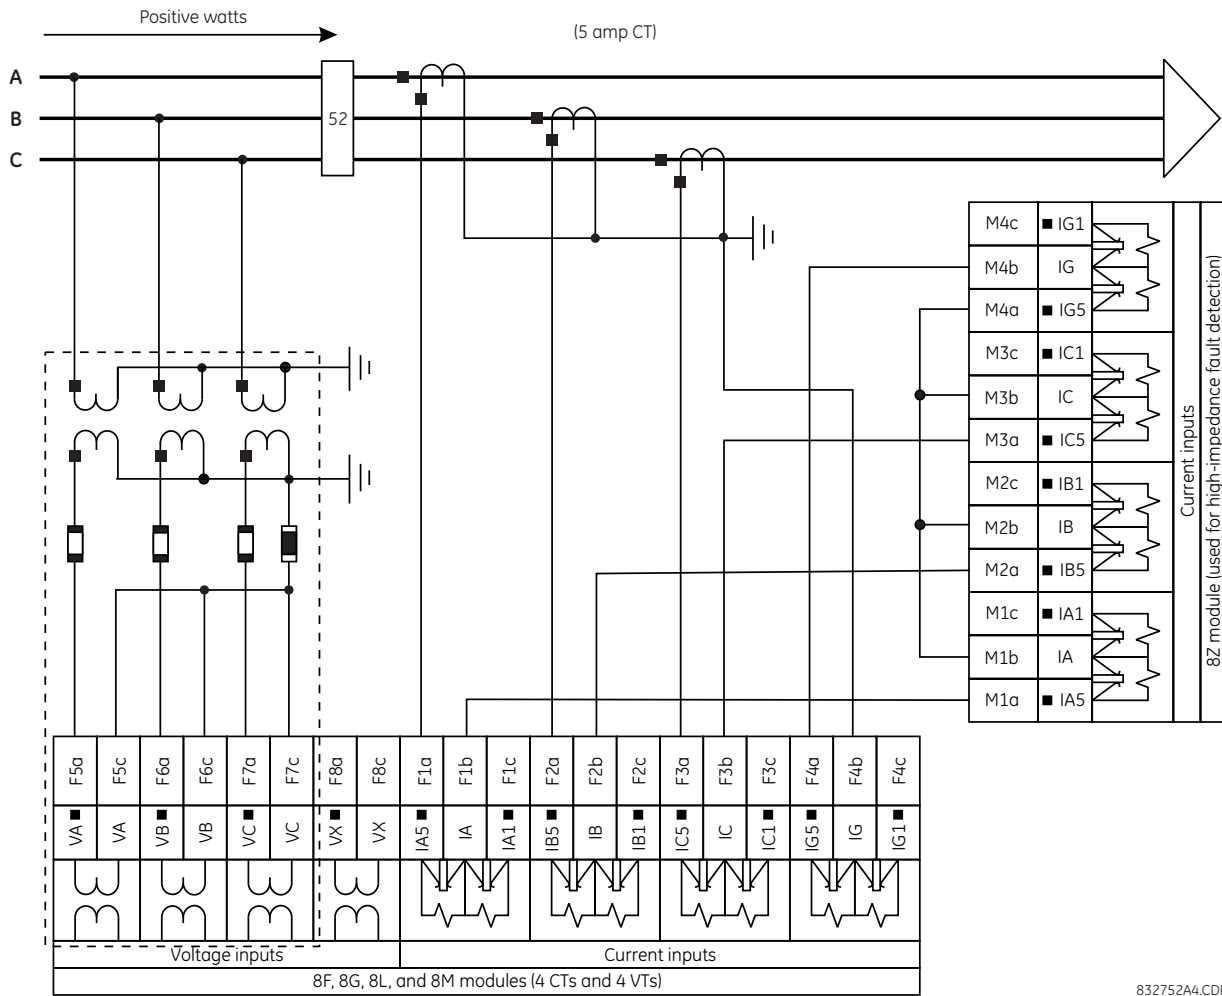 Positive watts
(5 amp CT)
A
B
C
52
M4c ■ IG1
M4b IG
M4a ■ IG5
M3c ■ IC1
M3b IC
M3a ■ IC5
M2c ■ IB1
M2b IB
M2a ■ IB5
M1c ■ IA1
M1b IA
M1a ■ IA5
Current inputs
8Z module (used for high-impedance fault detection)
F5a F5c F6a F6c F7a F7c F8a F8c F1a F1b F1c F2a F2b F2c F3a F3b F3c F4a F4b F4c
VA VA VB VB VC VC VX VX IA5 IA IA1 IB5 IB IB1 IC5 IC IC1 IG5 IG IG1
Voltage inputs Current inputs
8F, 8G, 8L, and 8M modules (4 CTs and 4 VTs)